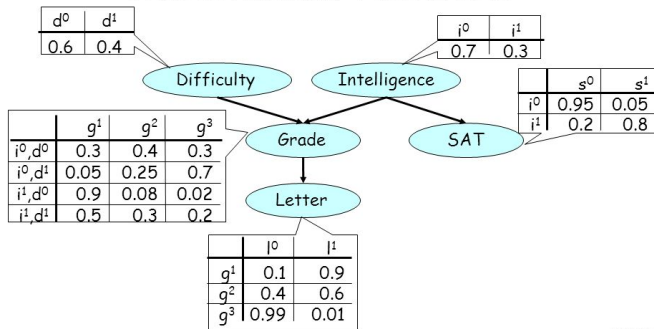 d⁰ d¹
0.6 0.4
i⁰ i¹
0.7 0.3
Difficulty
Intelligence
s⁰ s¹
i⁰ 0.95 0.05
i¹ 0.2 0.8
g¹ g² g³
i⁰,d⁰ 0.3 0.4 0.3
i⁰,d¹ 0.05 0.25 0.7
i¹,d⁰ 0.9 0.08 0.02
i¹,d¹ 0.5 0.3 0.2
Grade
SAT
Letter
l⁰ l¹
g¹ 0.1 0.9
g² 0.4 0.6
g³ 0.99 0.01